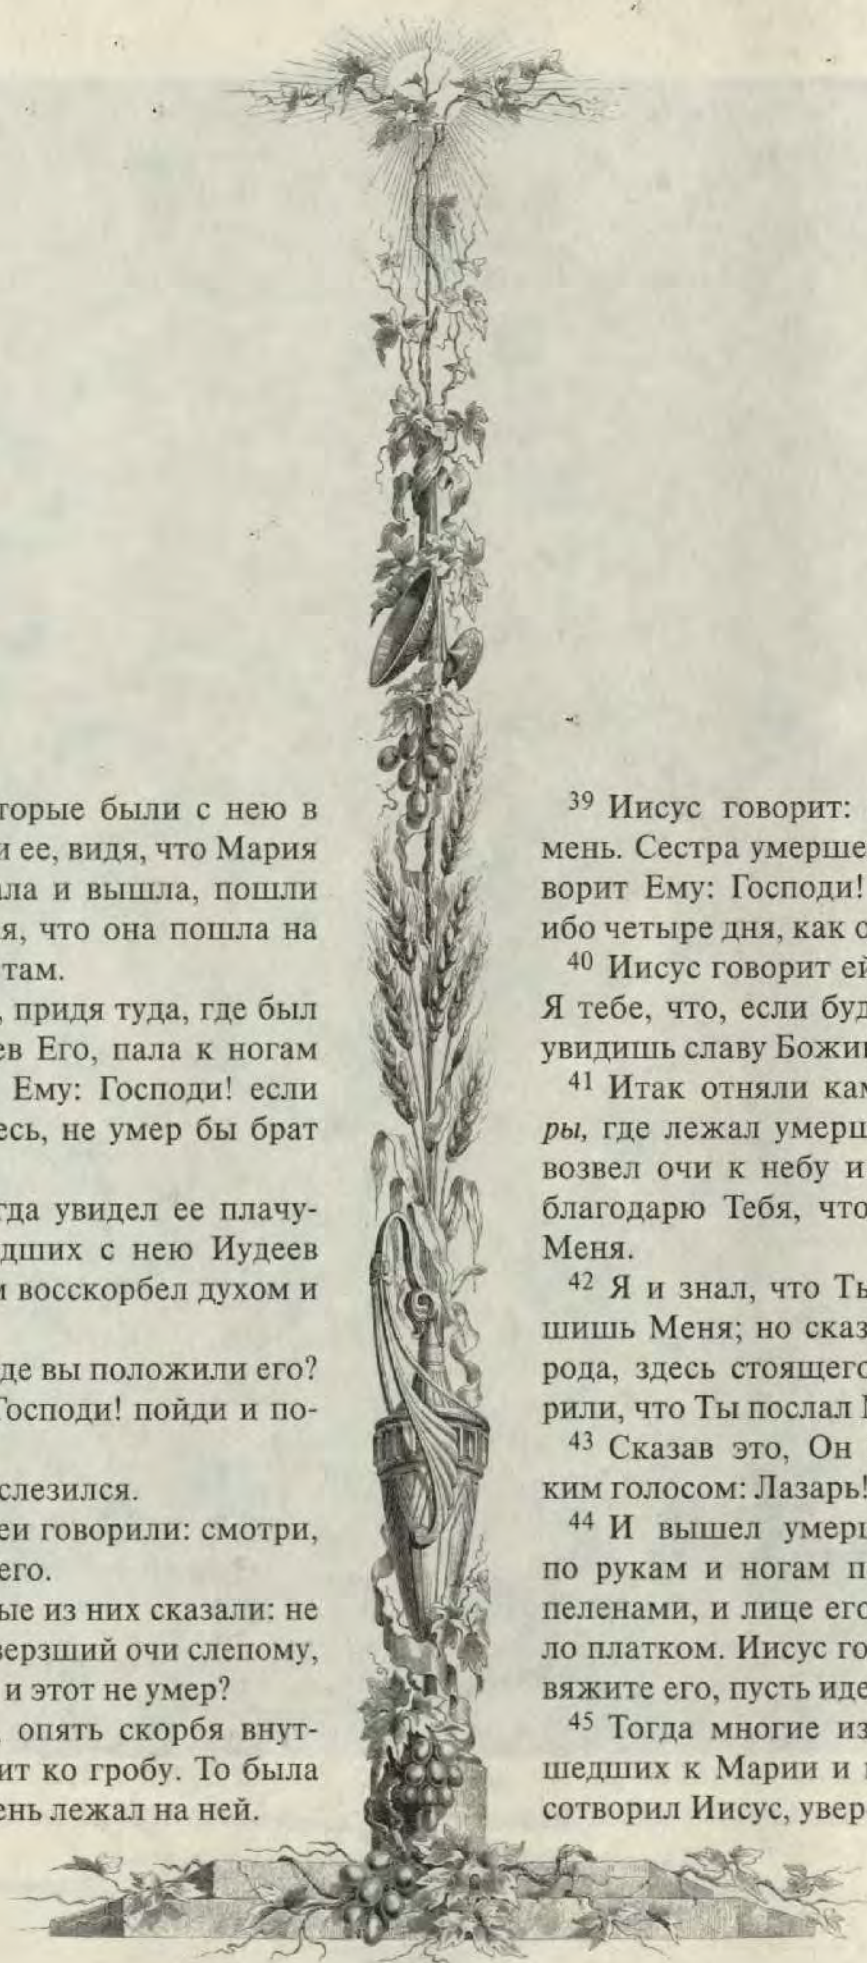 торые были с нею в
и ее, видя, что Мария
ла и вышла, пошли
я, что она пошла на
там.
, придя туда, где был
ев Его, пала к ногам
Ему: Господи! если
есь, не умер бы брат
гда увидел ее плачу-
дших с нею Иудеев
и восскорбел духом и
де вы положили его?
Господи! пойди и по-
слезился.
еи говорили: смотри,
его.
ые из них сказали: не
верзший очи слепому,
и этот не умер?
опять скорбя внут-
ит ко гробу. То была
ень лежал на ней.
39 Иисус говорит:
мень. Сестра умерше
ворит Ему: Господи!
ибо четыре дня, как о
40 Иисус говорит ей
Я тебе, что, если буд
увидишь славу Божи
41 Итак отняли кам
ры, где лежал умерш
возвел очи к небу и
благодарю Тебя, что
Меня.
42 Я и знал, что Ты
шишь Меня; но сказ
рода, здесь стоящего
рили, что Ты послал
43 Сказав это, Он
ким голосом: Лазарь!
44 И вышел умерш
по рукам и ногам п
пеленами, и лице его
ло платком. Иисус го
вяжите его, пусть иде
45 Тогда многие из
шедших к Марии и
сотворил Иисус, увер